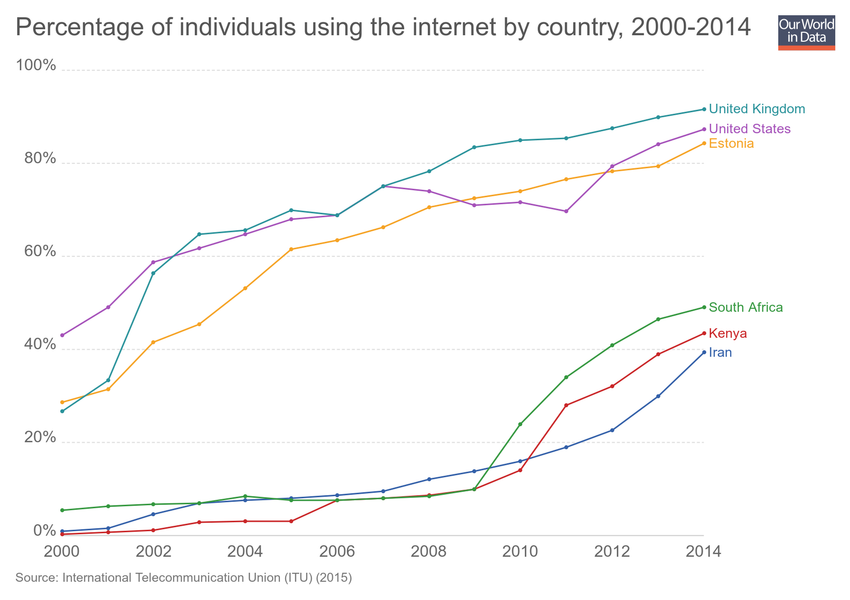 Percentage of individuals using the internet by country, 2000-2014
Our World
in Data
100%
80%
60%
40%
20%
0%
United Kingdom
United States
Estonia
South Africa
Kenya
Iran
2000
2002
2004
2006
2008
2010
2012
2014
Source: International Telecommunication Union (ITU) (2015)